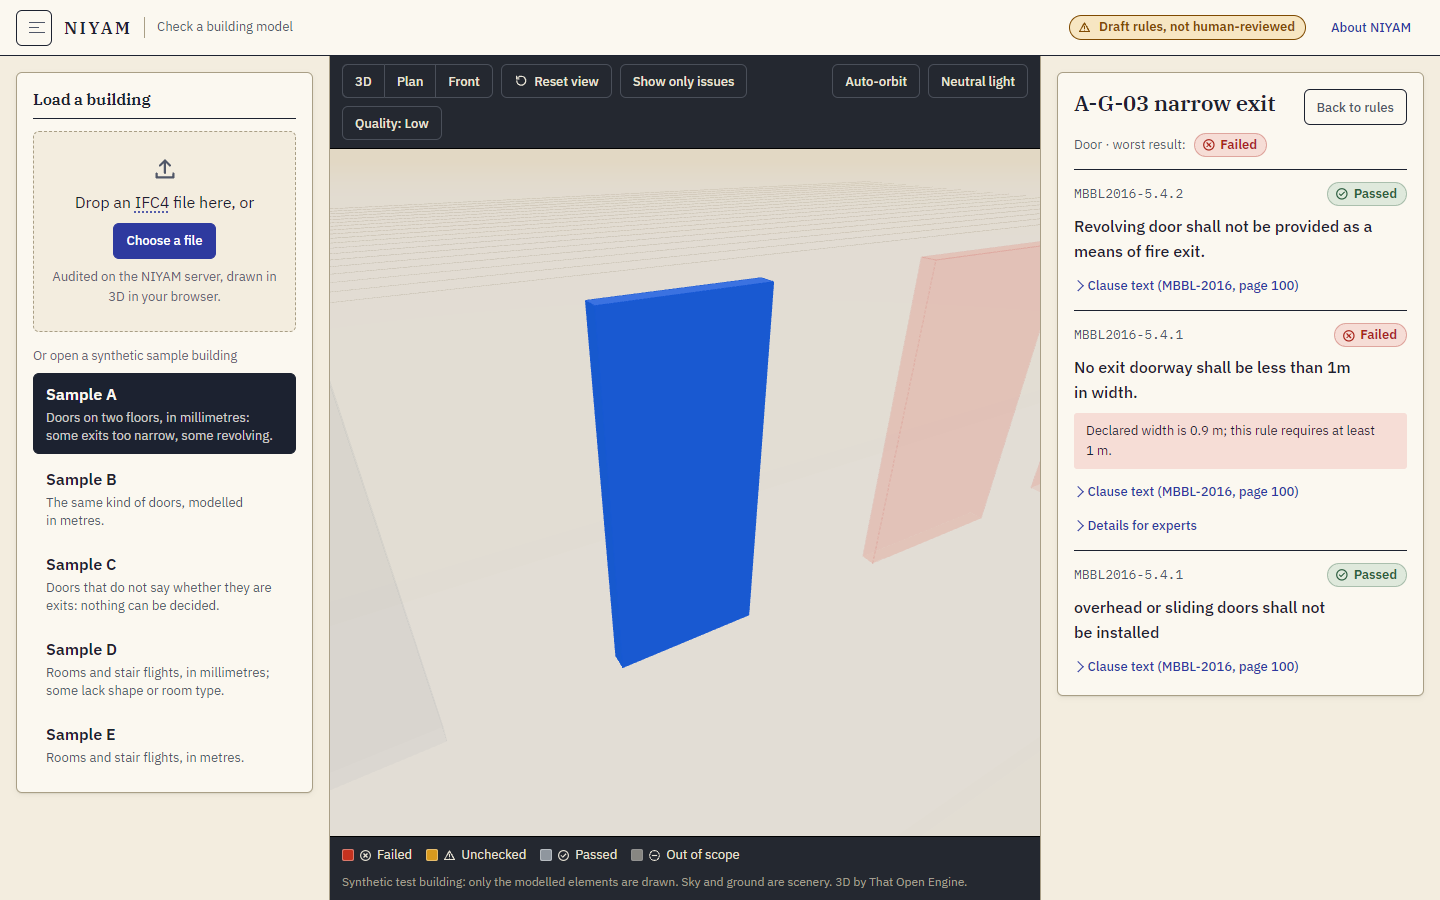 NIYAM
Check a building model
Draft rules, not human-reviewed
About NIYAM
Load a building
Drop an IFC4 file here, or
Choose a file
Audited on the NIYAM server, drawn in
3D in your browser.
Or open a synthetic sample building
Sample A
Doors on two floors, in millimetres:
some exits too narrow, some revolving.
Sample B
The same kind of doors, modelled
in metres.
Sample C
Doors that do not say whether they are
exits: nothing can be decided.
Sample D
Rooms and stair flights, in millimetres;
some lack shape or room type.
Sample E
Rooms and stair flights, in metres.
3D
Plan
Front
Reset view
Show only issues
Auto-orbit
Neutral light
Quality: Low
Failed
Unchecked
Passed
Out of scope
Synthetic test building: only the modelled elements are drawn. Sky and ground are scenery. 3D by That Open Engine.
A-G-03 narrow exit
Back to rules
Door · worst result:
Failed
MBBL2016-5.4.2
Passed
Revolving door shall not be provided as a
means of fire exit.
Clause text (MBBL-2016, page 100)
MBBL2016-5.4.1
Failed
No exit doorway shall be less than 1m
in width.
Declared width is 0.9 m; this rule requires at least
1 m.
Clause text (MBBL-2016, page 100)
Details for experts
MBBL2016-5.4.1
Passed
overhead or sliding doors shall not
be installed
Clause text (MBBL-2016, page 100)